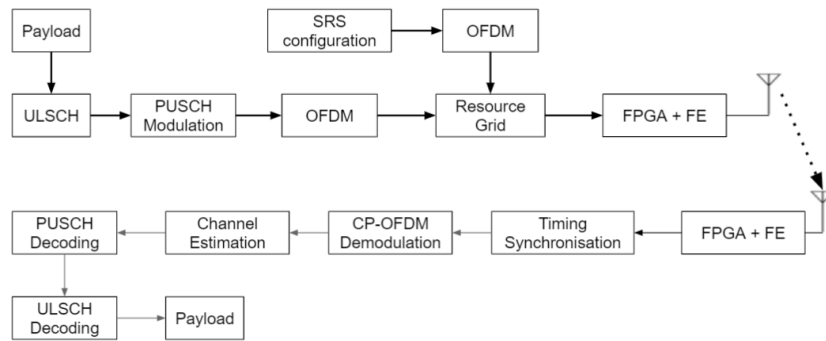 Payload
SRS
configuration
OFDM
ULSCH
PUSCH
Modulation
OFDM
Resource
Grid
FPGA + FE
PUSCH
Decoding
Channel
Estimation
CP-OFDM
Demodulation
Timing
Synchronisation
FPGA + FE
ULSCH
Decoding
Payload